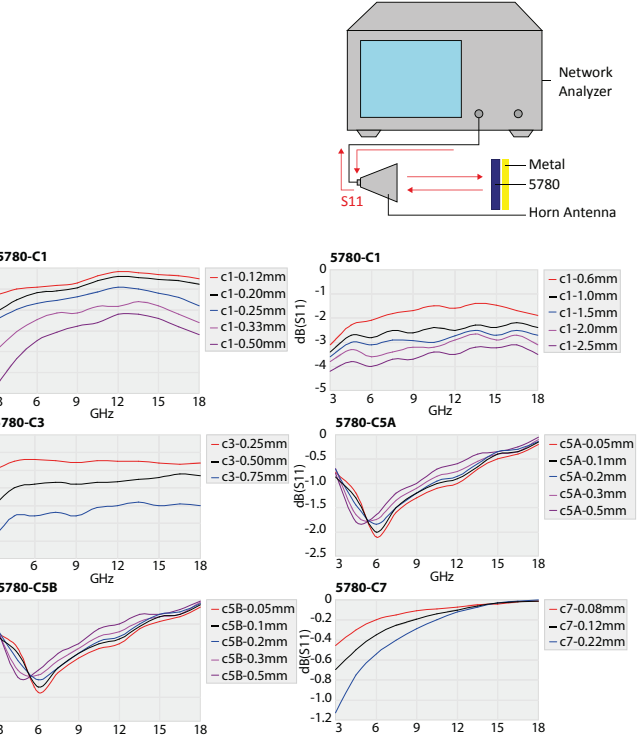 Network
Analyzer
Metal
5780
S11
Horn Antenna
5780-C1
c1-0.12mm
c1-0.20mm
c1-0.25mm
c1-0.33mm
c1-0.50mm
6 9 12 15 18
GHz
5780-C1
0
-1
-2
-3
-4
-5
dB(S11)
c1-0.6mm
c1-1.0mm
c1-1.5mm
c1-2.0mm
c1-2.5mm
3 6 9 12 15 18
GHz
780-C3
c3-0.25mm
c3-0.50mm
c3-0.75mm
6 9 12 15 18
GHz
5780-C5A
0
-0.5
-1.0
-1.5
-2.0
-2.5
dB(S11)
c5A-0.05mm
c5A-0.1mm
c5A-0.2mm
c5A-0.3mm
c5A-0.5mm
3 6 9 12 15 18
GHz
5780-C5B
c5B-0.05mm
c5B-0.1mm
c5B-0.2mm
c5B-0.3mm
c5B-0.5mm
6 9 12 15 18
5780-C7
0
-0.2
-0.4
-0.6
-0.8
-1.0
-1.2
dB(S11)
c7-0.08mm
c7-0.12mm
c7-0.22mm
3 6 9 12 15 18